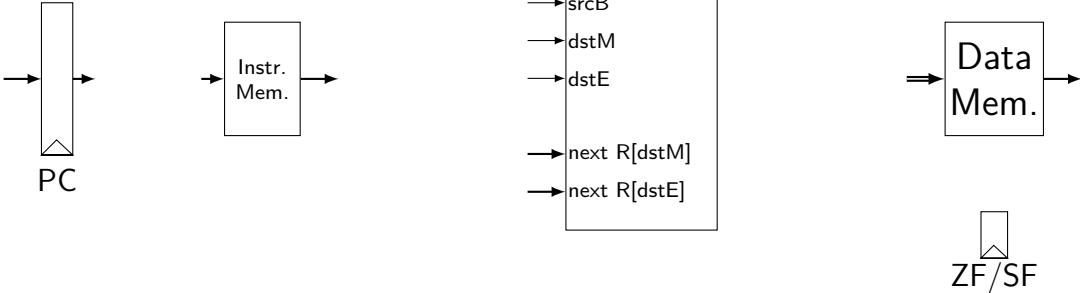 srcB
dstM
dstE
next R[dstM]
next R[dstE]
PC
Instr.
Mem.
Data
Mem.
ZF/SF